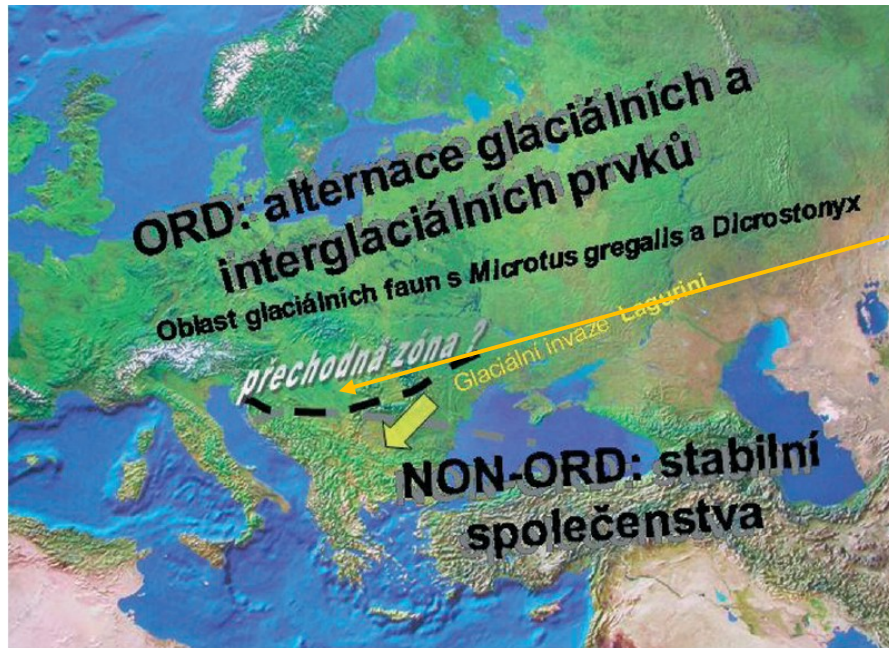 ORD: alternace glaciálních a
interglaciálních prvků
Oblast glaciálních faun s Microtus gregalis a Dicrostonyx
přechodná zóna ?
Glaciální invaze Lagurini
NON-ORD: stabilní
společenstva